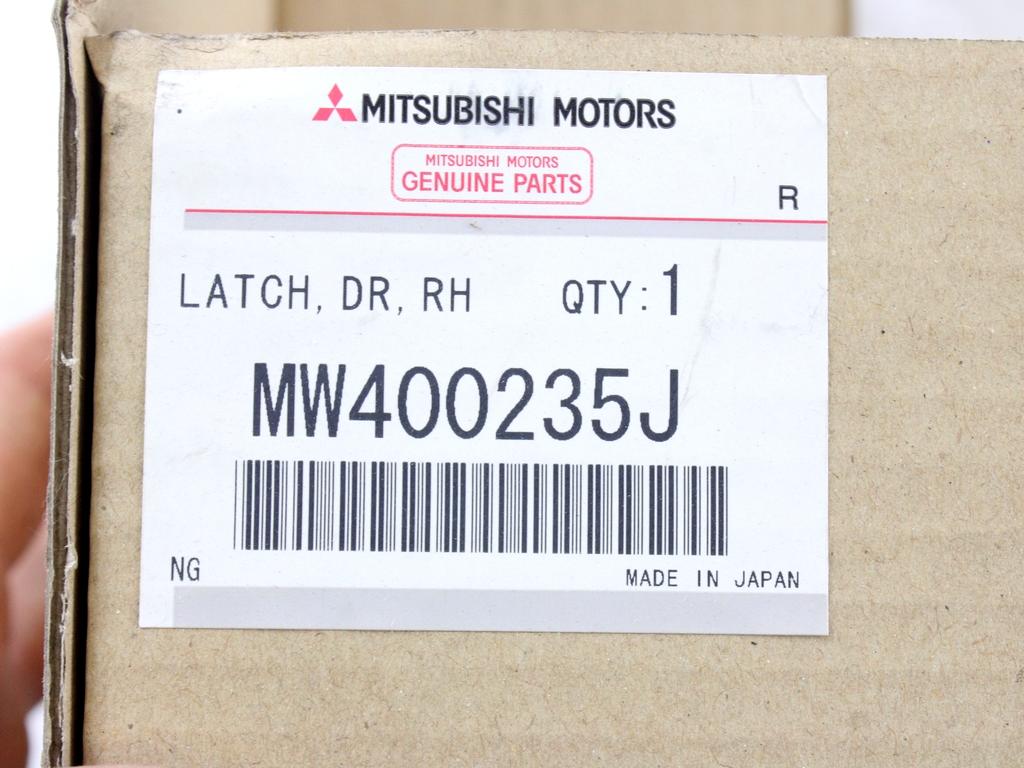 MITSUBISHI MOTORS
MITSUBISHI MOTORS
GENUINE PARTS
R
LATCH, DR, RH QTY: 1
MW400235J
NG MADE IN JAPAN